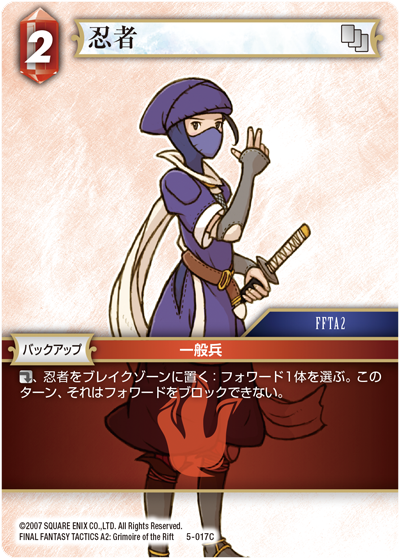 2
忍者
FFTA2
バックアップ
一般兵
、忍者をブレイクゾーンに置く：フォワード1体を選ぶ。この
ターン、それはフォワードをブロックできない。
©2007 SQUARE ENIX CO.,LTD. All Rights Reserved.
FINAL FANTASY TACTICS A2: Grimoire of the Rift 5-017C